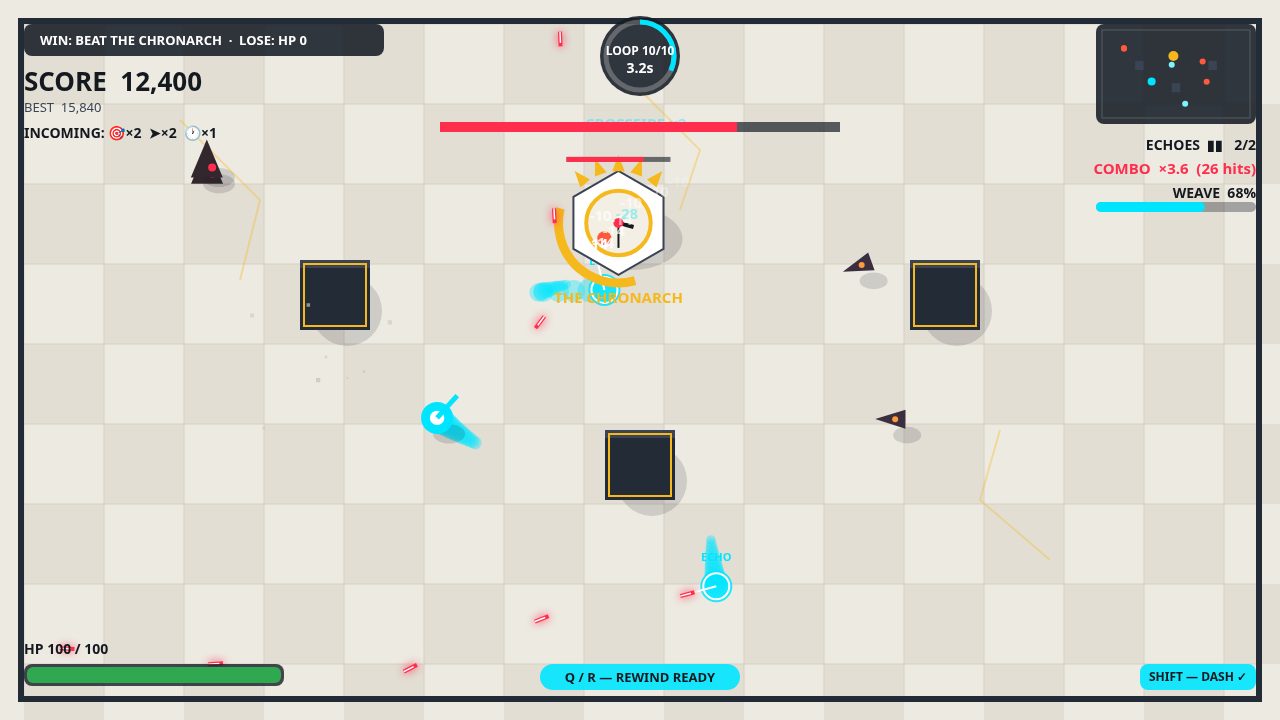 WIN: BEAT THE CHRONARCH · LOSE: HP 0
LOOP 10/10
3.2s
SCORE 12,400
BEST 15,840
INCOMING: 🎯×2 ➤×2 🕐×1
ECHOES ▮▮ 2/2
COMBO ×3.6 (26 hits)
WEAVE 68%
-10
-28
THE CHRONARCH
ECHO
HP 100 / 100
Q / R — REWIND READY
SHIFT — DASH ✓